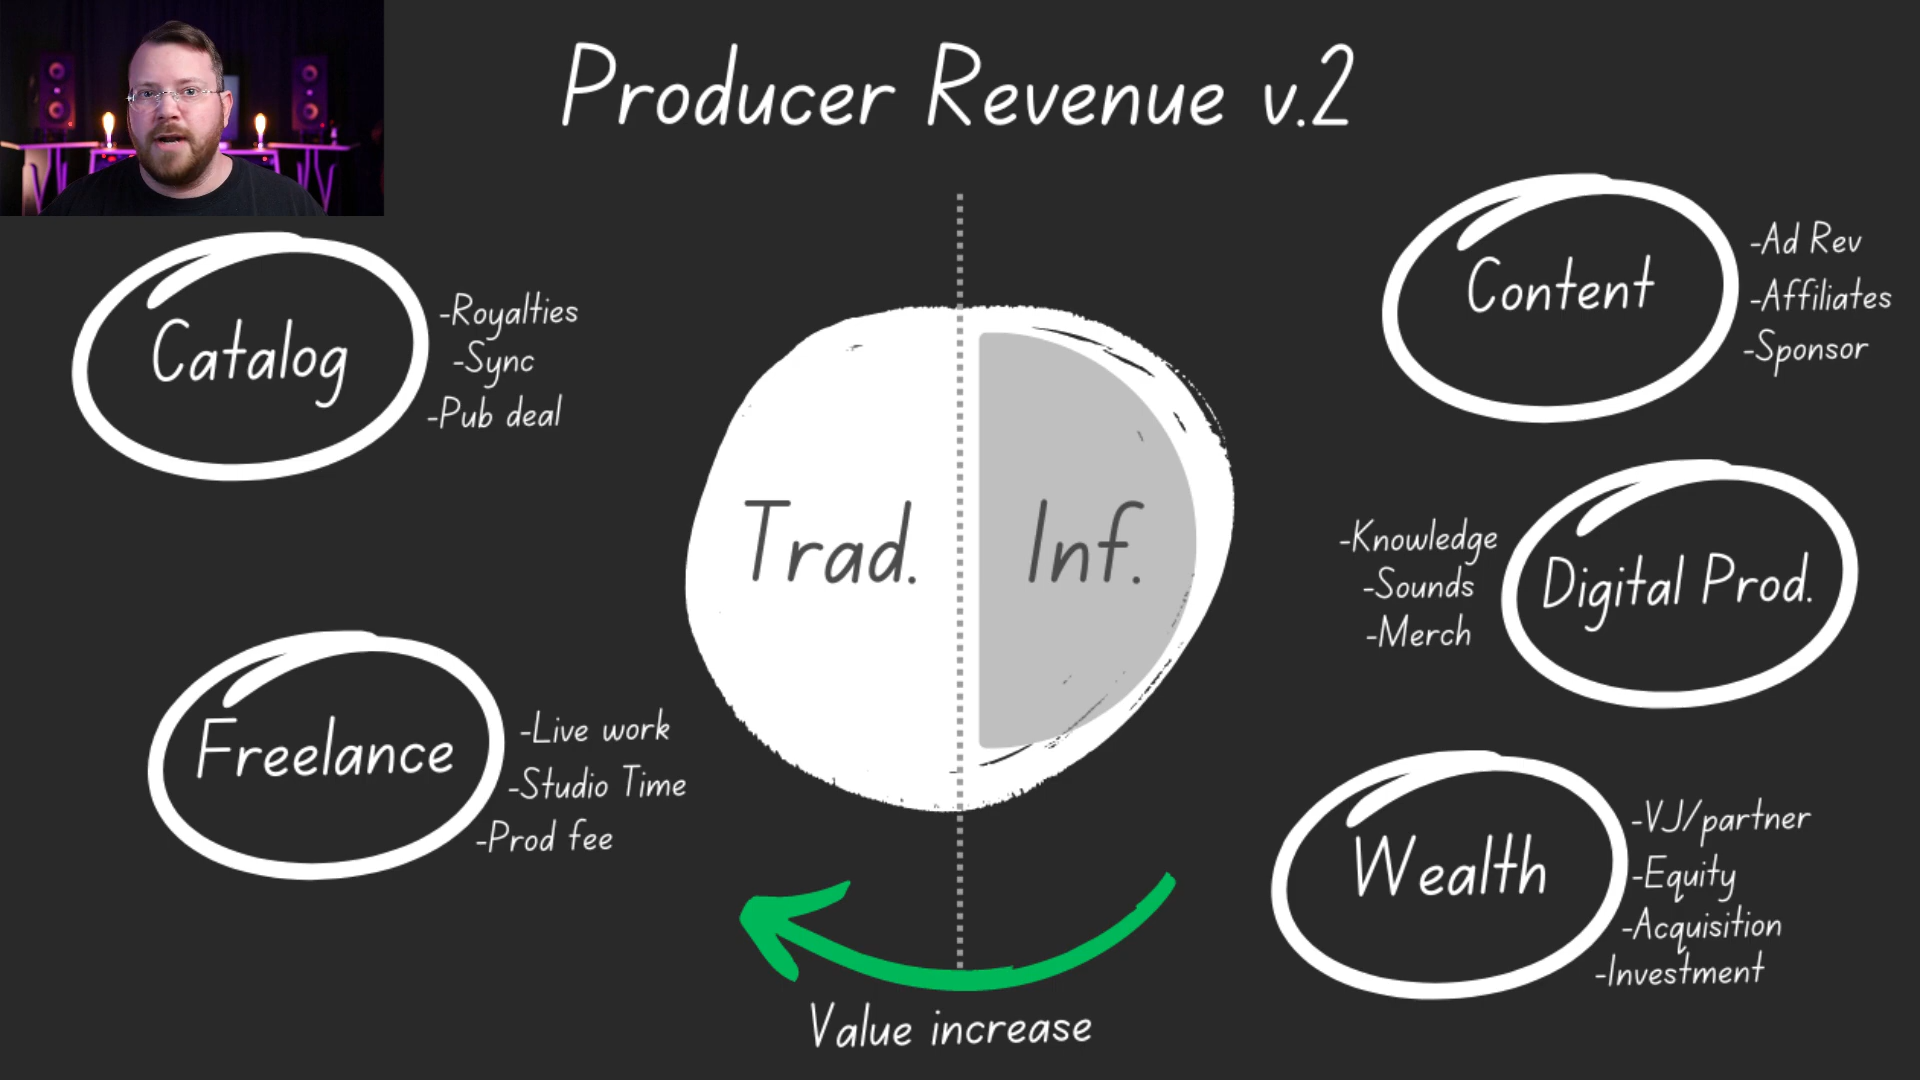 Producer Revenue v.2
Catalog
-Royalties
-Sync
-Pub deal
Freelance
-Live work
-Studio Time
-Prod fee
Trad.
Inf.
Content
-Ad Rev
-Affiliates
-Sponsor
-Knowledge
-Sounds
-Merch
Digital Prod.
Wealth
-VJ/partner
-Equity
-Acquisition
-Investment
Value increase